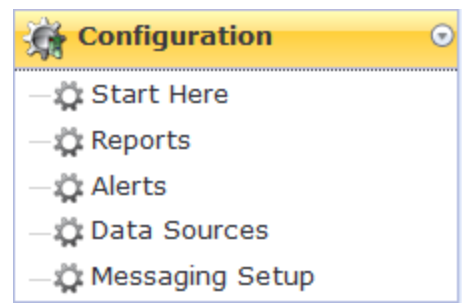 Configuration
Start Here
Reports
Alerts
Data Sources
Messaging Setup